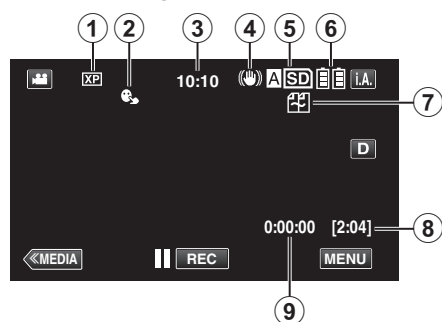 1 2 3 4 5 6
XP 10:10 A SD i.A.
7
D
0:00:00 [2:04] 8
≪MEDIA REC MENU
9